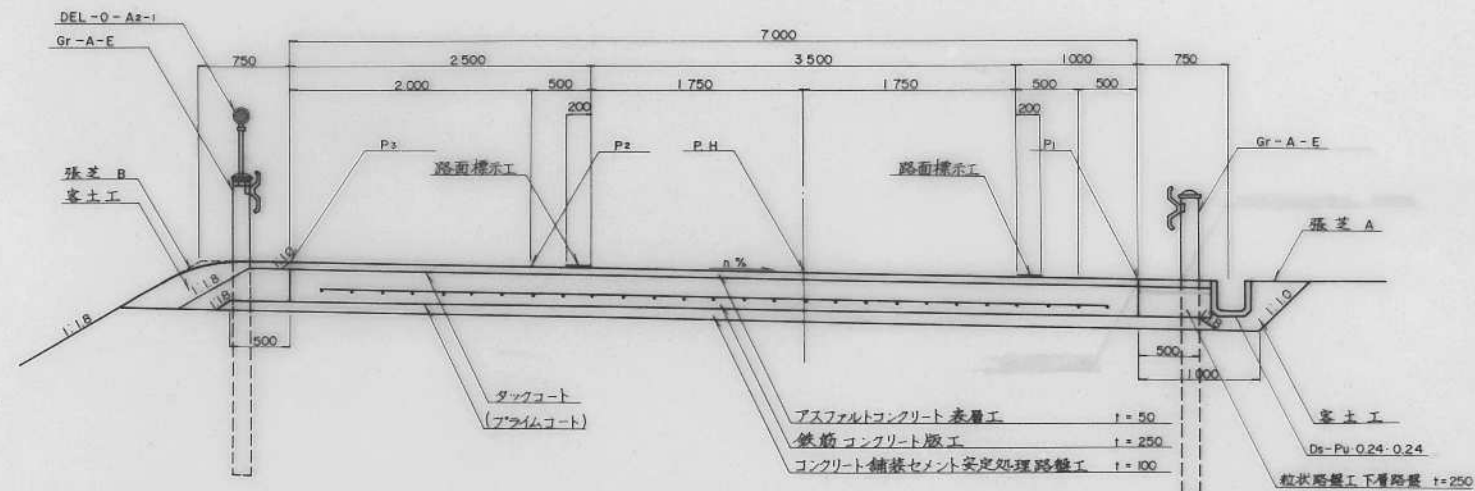 DEL-O-A2-1
Gr-A-E
7000
750
2500
3500
1000
750
2000
500
1750
1750
500
500
200
200
P3
路面標示工
P2
P.H
路面標示工
P1
Gr-A-E
張芝 B
客土工
張芝 A
n%
1:10
1:1.8
1:1.8
1:1.8
1:1.0
500
500
1000
タックコート
(プライムコート)
アスファルトコンクリート表層工 t=50
鉄筋コンクリート版工 t=250
コンクリート舗装セメント安定処理路盤工 t=100
客土工
Ds-Pu-0.24-0.24
粒状路盤工下層路盤 t=250